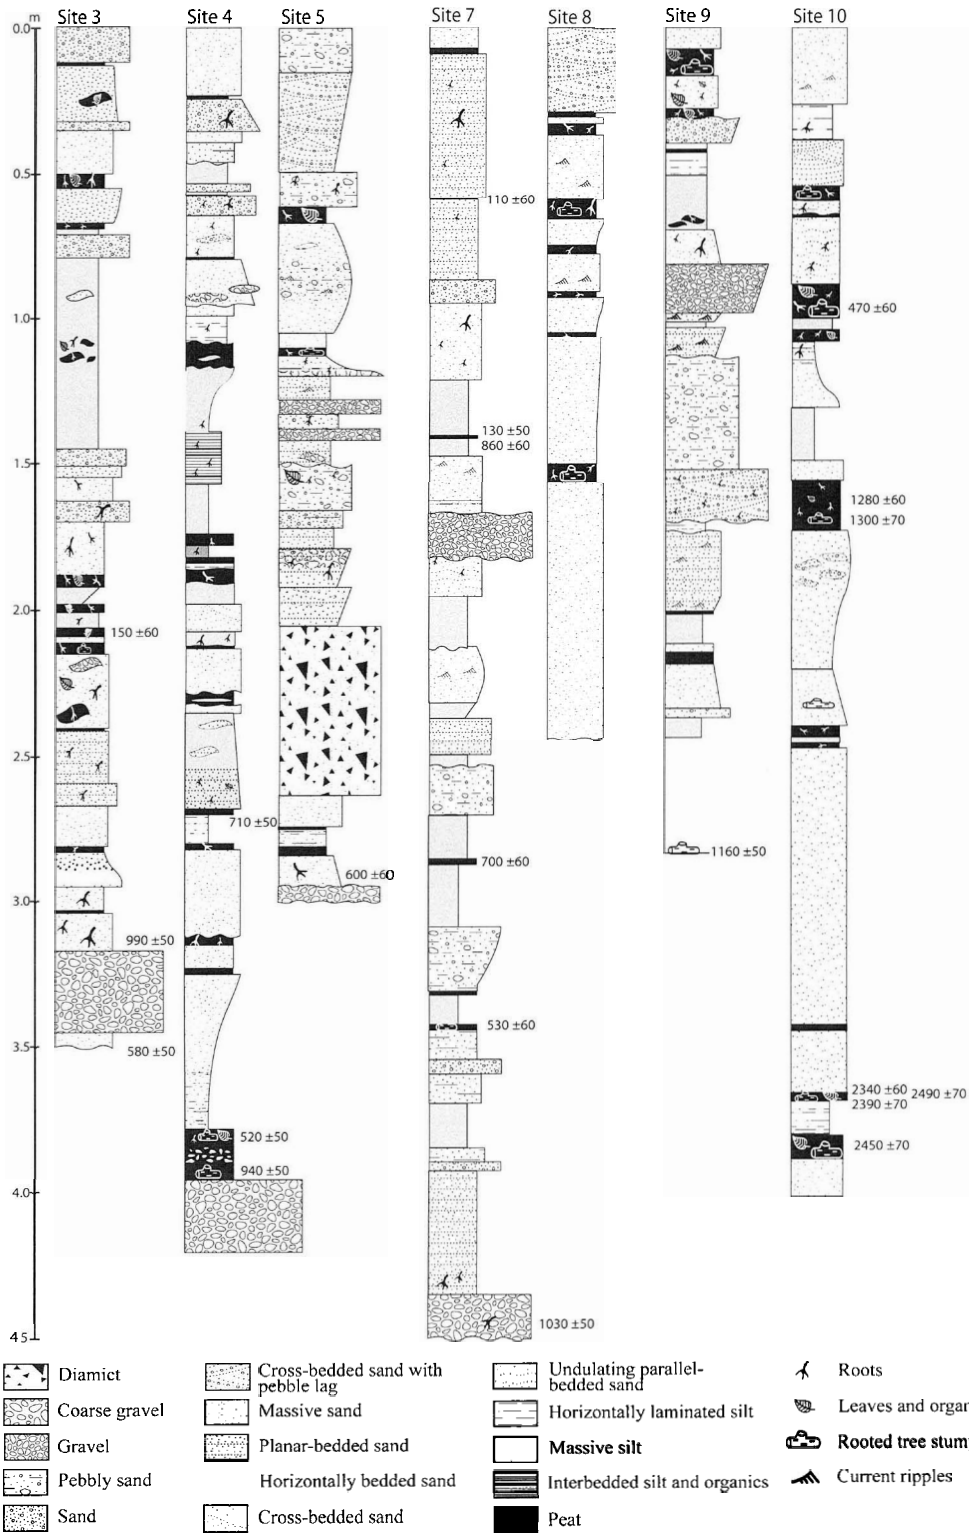 m
Site 3 Site 4 Site 5 Site 7 Site 8 Site 9 Site 10
0.0
0.5
110 ±60
470 ±60
1.0
130 ±50
860 ±60
1.5
1280 ±60
1300 ±70
2.0
150 ±60
2.5
710 ±50
1160 ±50
700 ±60
600 ±60
3.0
990 ±50
530 ±60
3.5
580 ±50
2340 ±60 2490 ±70
2390 ±70
520 ±50
2450 ±70
940 ±50
4.0
1030 ±50
4 5
Diamict
Coarse gravel
Gravel
Pebbly sand
Sand
Cross-bedded sand with
pebble lag
Massive sand
Planar-bedded sand
Horizontally bedded sand
Cross-bedded sand
Undulating parallel-
bedded sand
Horizontally laminated silt
Massive silt
Interbedded silt and organics
Peat
Roots
Leaves and organ
Rooted tree stum
Current ripples